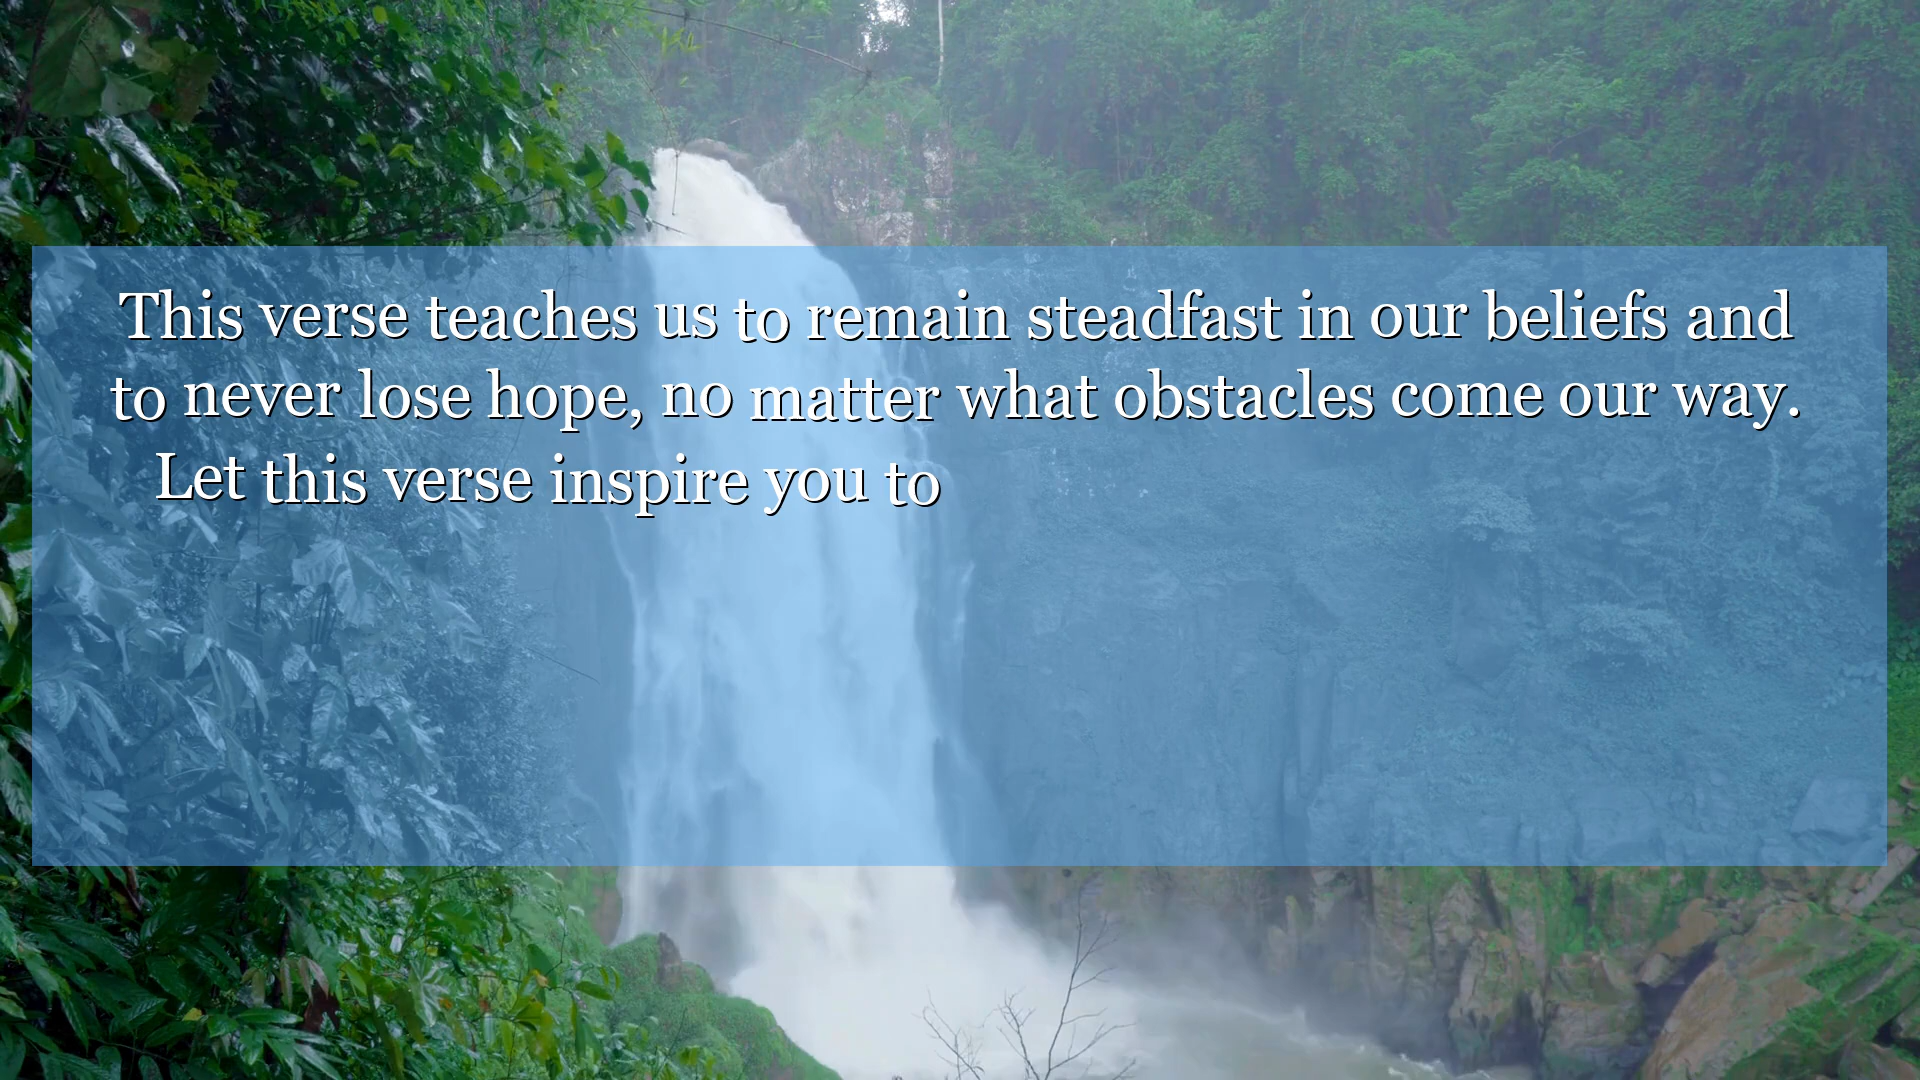 This verse teaches us to remain steadfast in our beliefs and
to never lose hope, no matter what obstacles come our way.
Let this verse inspire you to